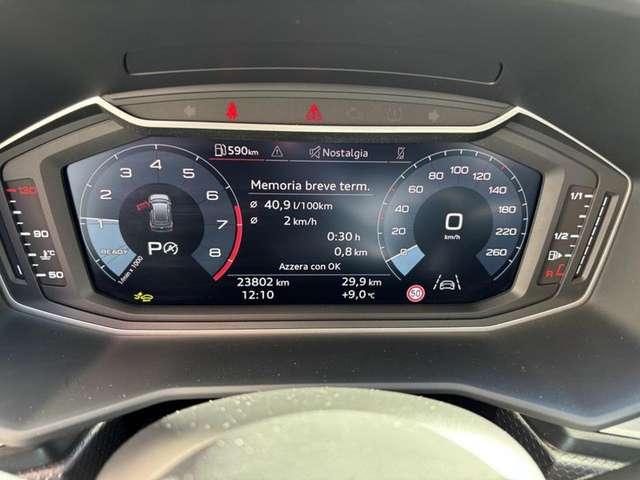 590km Nostalgia
Memoria breve term.
ø 40,9 l/100km
ø 2 km/h
0:30 h
0,8 km
Azzera con OK
23802 km 29,9 km
12:10 +9,0 °C
1 2 3 4 5 6 7 8
READY
1/min x 1000
P
0 20 40 60 80 100 120 140 160 180 200 220 240 260
0
km/h
50
130
90
50
°C
1/1
1/2
R